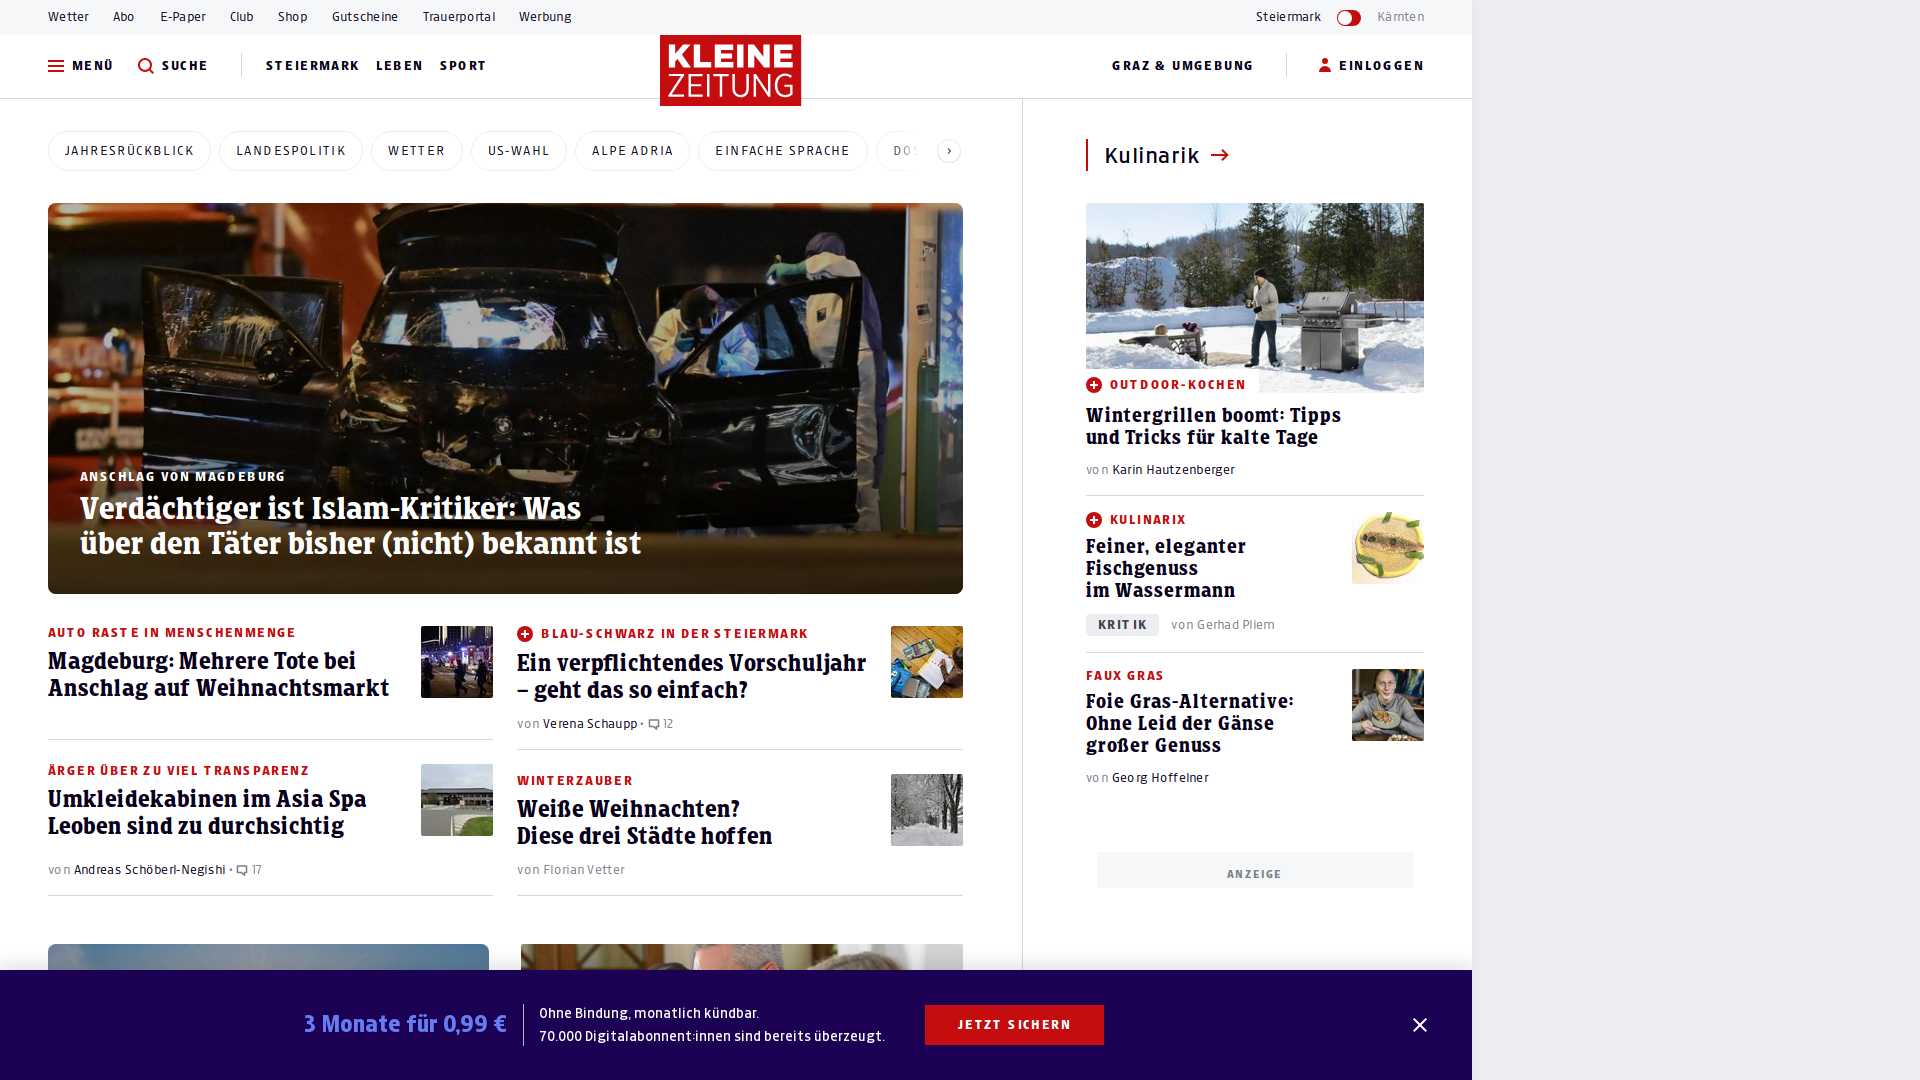 Wetter Abo E-Paper Club Shop Gutscheine Trauerportal Werbung Steiermark Kärnten
MENÜ SUCHE STEIERMARK LEBEN SPORT
KLEINE
ZEITUNG
GRAZ & UMGEBUNG EINLOGGEN
JAHRESRÜCKBLICK LANDESPOLITIK WETTER US-WAHL ALPE ADRIA EINFACHE SPRACHE
ANSCHLAG VON MAGDEBURG
Verdächtiger ist Islam-Kritiker: Was
über den Täter bisher (nicht) bekannt ist
AUTO RASTE IN MENSCHENMENGE
Magdeburg: Mehrere Tote bei
Anschlag auf Weihnachtsmarkt
BLAU-SCHWARZ IN DER STEIERMARK
Ein verpflichtendes Vorschuljahr
– geht das so einfach?
von Verena Schaupp • 12
ÄRGER ÜBER ZU VIEL TRANSPARENZ
Umkleidekabinen im Asia Spa
Leoben sind zu durchsichtig
von Andreas Schöberl-Negishi • 17
WINTERZAUBER
Weiße Weihnachten?
Diese drei Städte hoffen
von Florian Vetter
Kulinarik
OUTDOOR-KOCHEN
Wintergrillen boomt: Tipps
und Tricks für kalte Tage
von Karin Hautzenberger
KULINARIX
Feiner, eleganter
Fischgenuss
im Wassermann
KRITIK von Gerhad Pliem
FAUX GRAS
Foie Gras-Alternative:
Ohne Leid der Gänse
großer Genuss
von Georg Hoffelner
ANZEIGE
3 Monate für 0,99 €
Ohne Bindung, monatlich kündbar.
70.000 Digitalabonnent:innen sind bereits überzeugt.
JETZT SICHERN